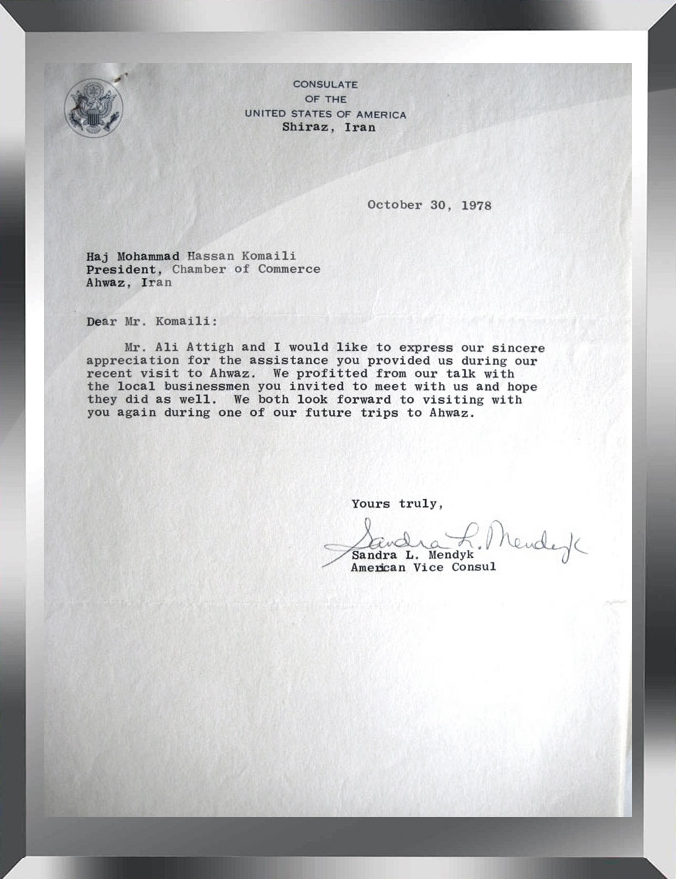 CONSULATE
OF THE
UNITED STATES OF AMERICA
Shiraz, Iran
October 30, 1978
Haj Mohammad Hassan Komaili
President, Chamber of Commerce
Ahwaz, Iran
Dear Mr. Komaili:
Mr. Ali Attigh and I would like to express our sincere
appreciation for the assistance you provided us during our
recent visit to Ahwaz. We profitted from our talk with
the local businessmen you invited to meet with us and hope
they did as well. We both look forward to visiting with
you again during one of our future trips to Ahwaz.
Yours truly,
Sandra L. Mendyk
Sandra L. Mendyk
American Vice Consul